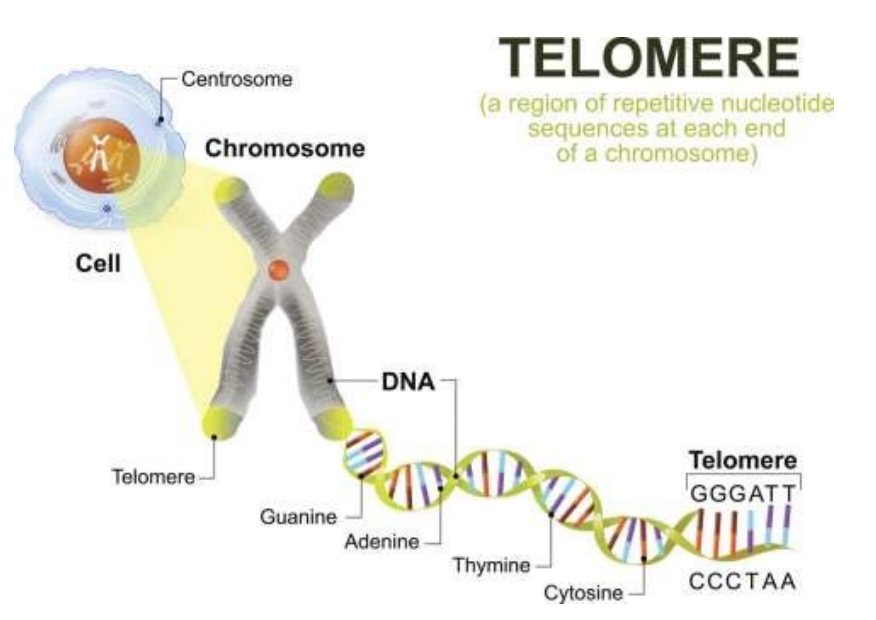 TELOMERE
(a region of repetitive nucleotide
sequences at each end
of a chromosome)
Centrosome
Chromosome
Cell
DNA
Telomere
Guanine
Adenine
Thymine
Cytosine
Telomere
GGGATT
CCCTAA